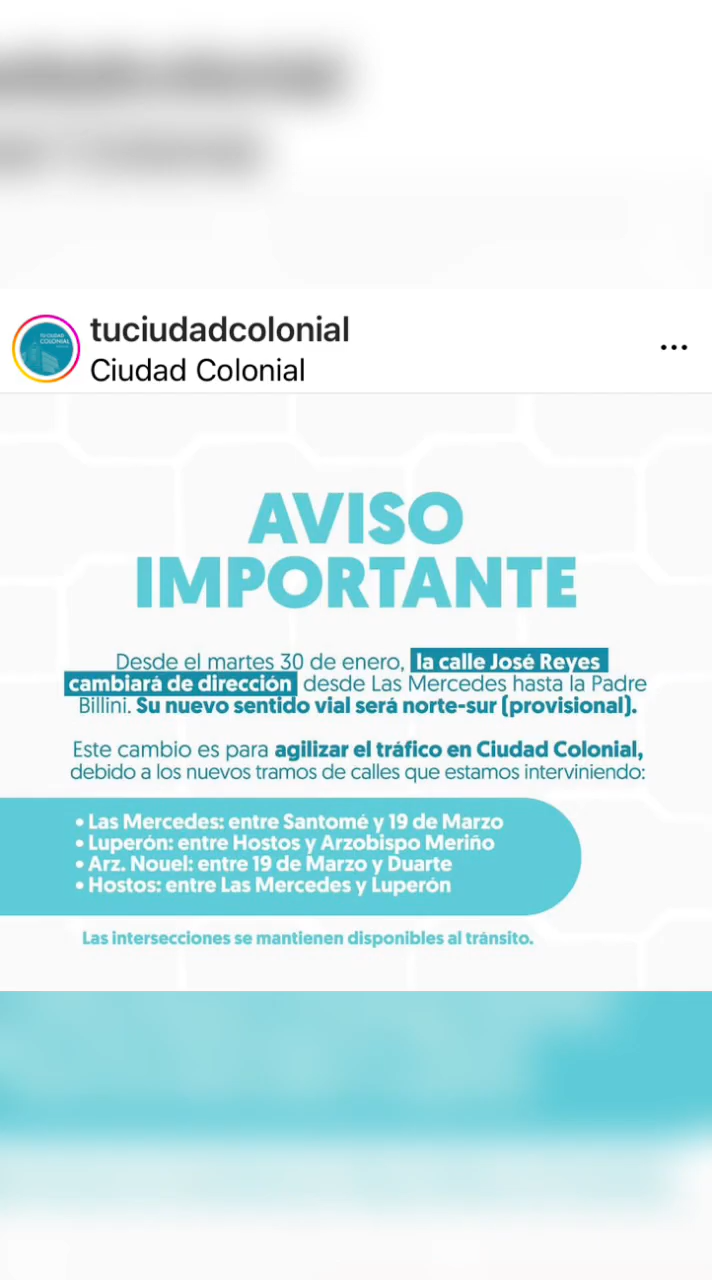 tuciudadcolonial
Ciudad Colonial
AVISO
IMPORTANTE
Desde el martes 30 de enero, la calle José Reyes
cambiará de dirección desde Las Mercedes hasta la Padre
Billini. Su nuevo sentido vial será norte-sur (provisional).
Este cambio es para agilizar el tráfico en Ciudad Colonial,
debido a los nuevos tramos de calles que estamos interviniendo:
• Las Mercedes: entre Santomé y 19 de Marzo
• Luperón: entre Hostos y Arzobispo Meriño
• Arz. Nouel: entre 19 de Marzo y Duarte
• Hostos: entre Las Mercedes y Luperón
Las intersecciones se mantienen disponibles al tránsito.